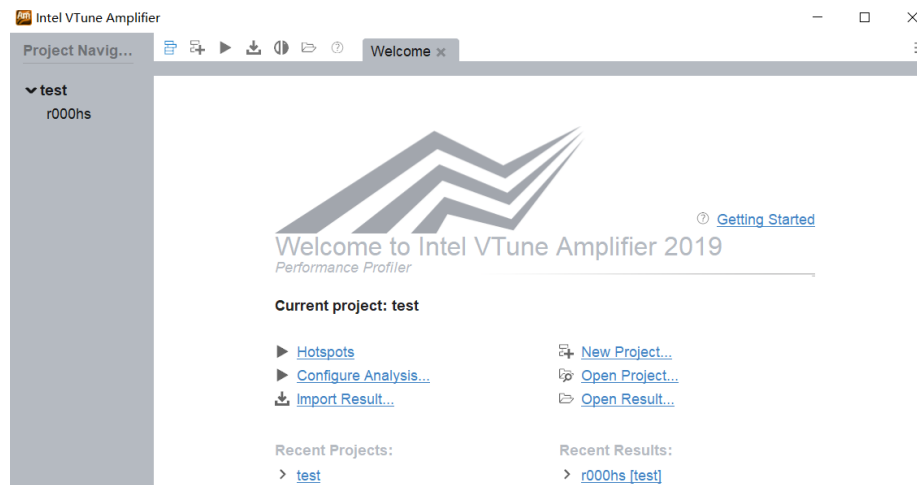 Intel VTune Amplifier
Project Navig...
Welcome
test
r000hs
Getting Started
Welcome to Intel VTune Amplifier 2019
Performance Profiler
Current project: test
Hotspots
New Project...
Configure Analysis...
Open Project...
Import Result...
Open Result...
Recent Projects:
Recent Results:
test
r000hs [test]